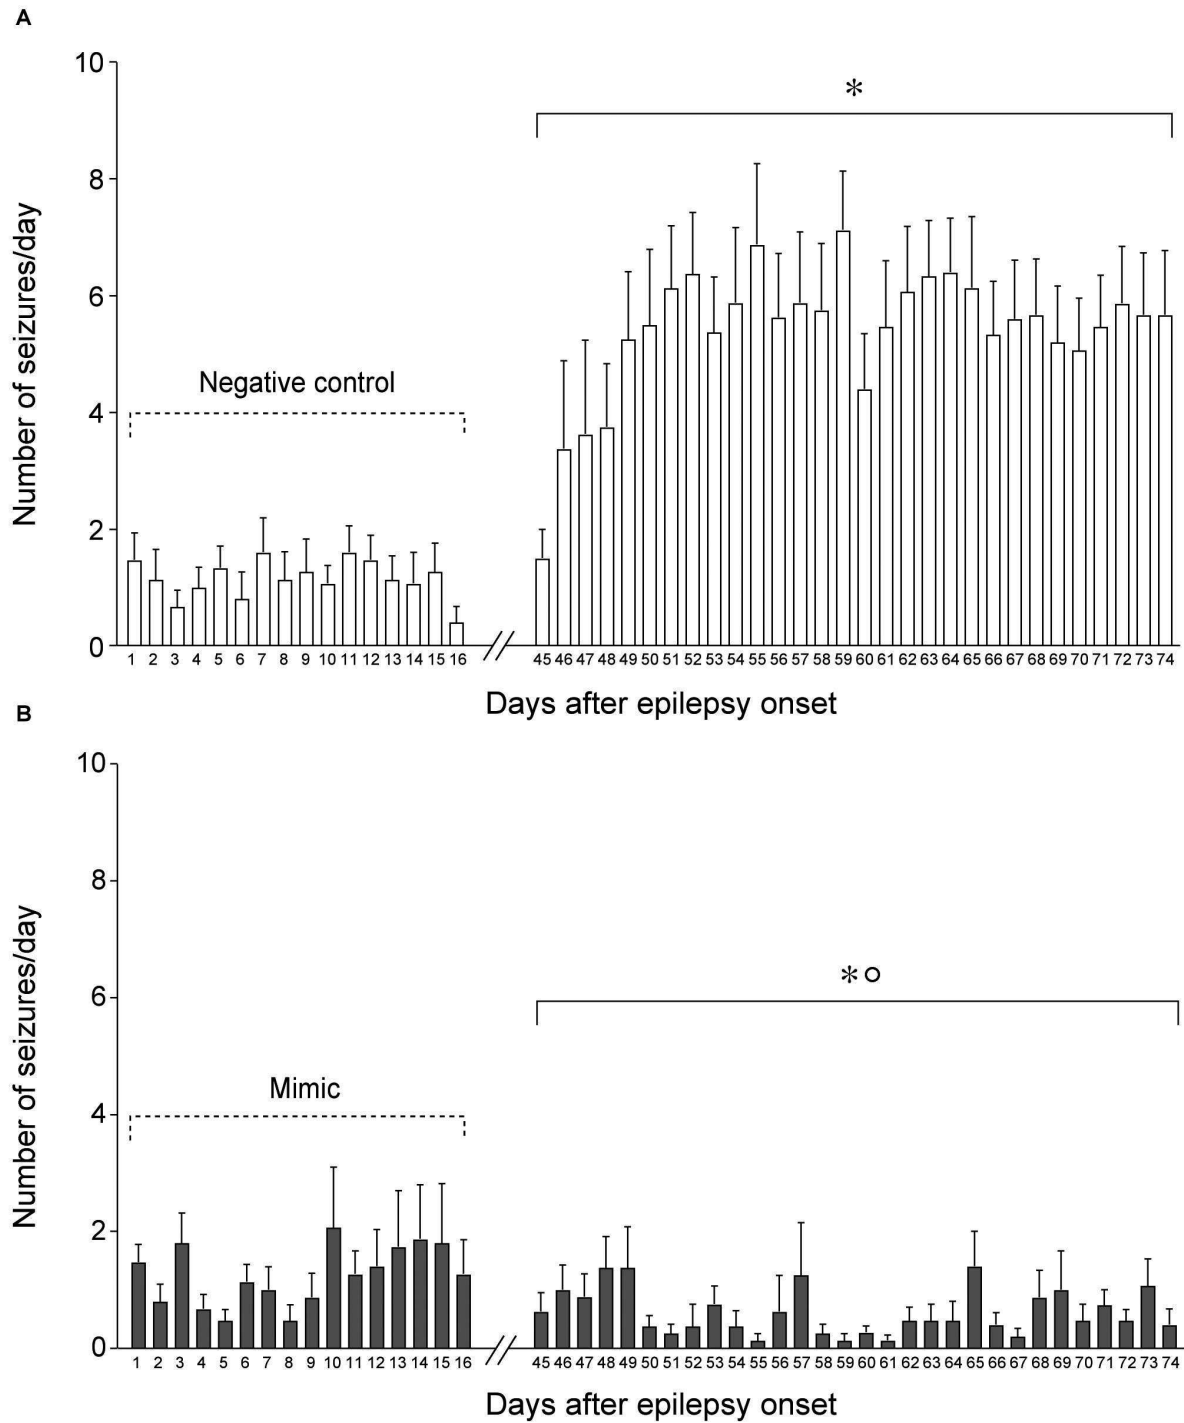 A
10
*
8
6
Negative control
4
2
0
1 2 3 4 5 6 7 8 9 10 11 12 13 14 15 16 // 45 46 47 48 49 50 51 52 53 54 55 56 57 58 59 60 61 62 63 64 65 66 67 68 69 70 71 72 73 74
Number of seizures/day
Days after epilepsy onset
B
10
8
* o
6
Mimic
4
2
0
1 2 3 4 5 6 7 8 9 10 11 12 13 14 15 16 // 45 46 47 48 49 50 51 52 53 54 55 56 57 58 59 60 61 62 63 64 65 66 67 68 69 70 71 72 73 74
Number of seizures/day
Days after epilepsy onset